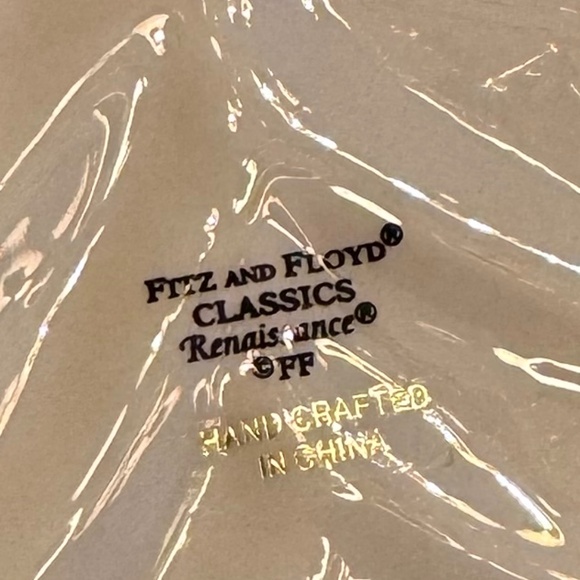 FITZ AND FLOYD®
CLASSICS
Renaissance®
©FF
HAND CRAFTED
IN CHINA